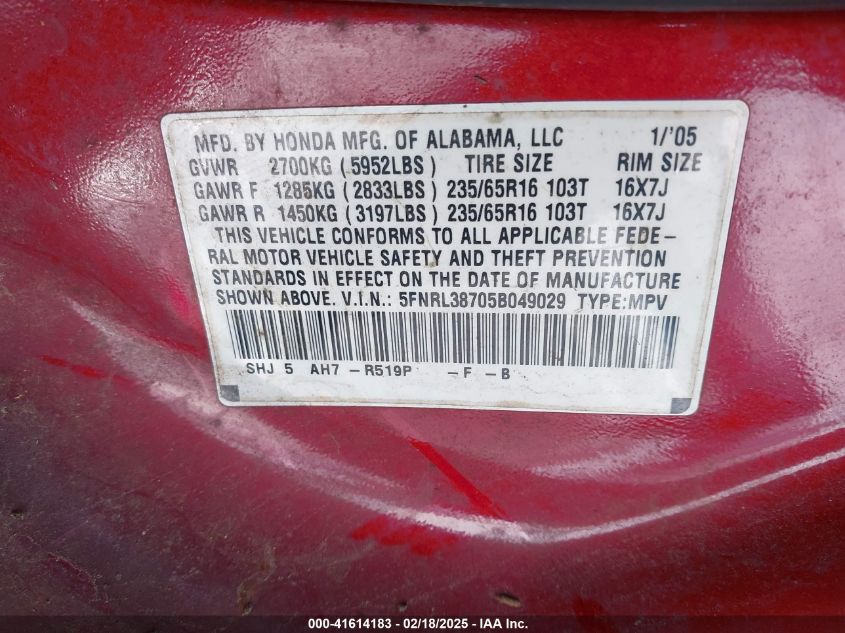 MFD. BY HONDA MFG. OF ALABAMA, LLC 1/'05
GVWR 2700KG (5952LBS) TIRE SIZE RIM SIZE
GAWR F 1285KG (2833LBS) 235/65R16 103T 16X7J
GAWR R 1450KG (3197LBS) 235/65R16 103T 16X7J
THIS VEHICLE CONFORMS TO ALL APPLICABLE FEDE-
RAL MOTOR VEHICLE SAFETY AND THEFT PREVENTION
STANDARDS IN EFFECT ON THE DATE OF MANUFACTURE
SHOWN ABOVE. V.I.N.: 5FNRL38705B049029 TYPE:MPV
SHJ 5 AH7 -R519P -F -B
000-41614183 - 02/18/2025 - IAA Inc.